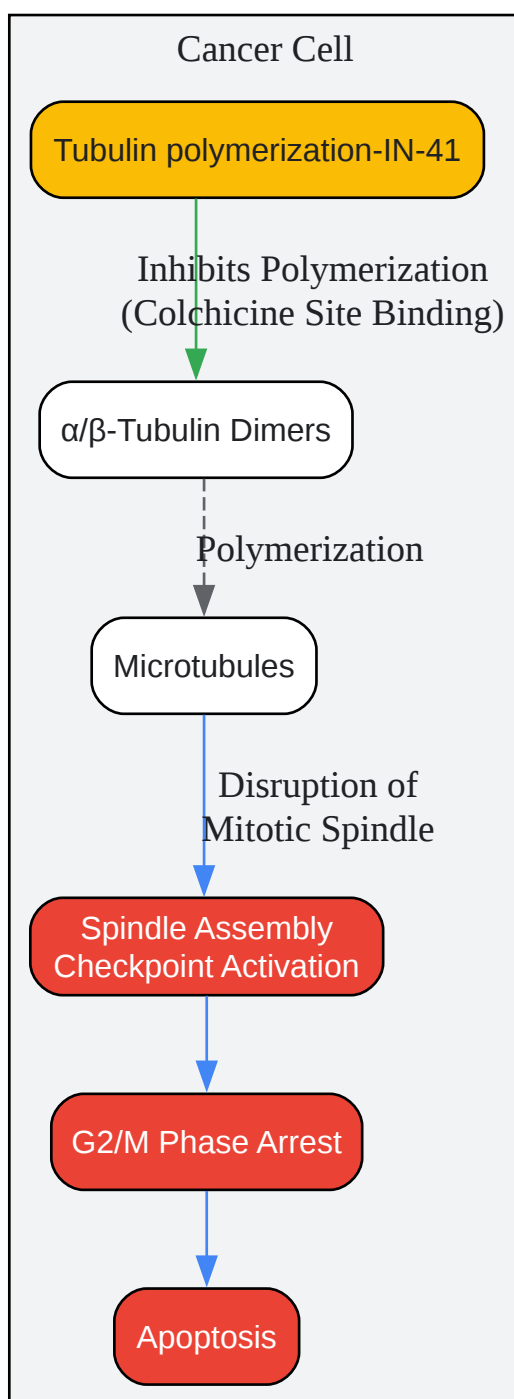 Cancer Cell
Tubulin polymerization-IN-41
Inhibits Polymerization
(Colchicine Site Binding)
α/β-Tubulin Dimers
Polymerization
Microtubules
Disruption of
Mitotic Spindle
Spindle Assembly
Checkpoint Activation
G2/M Phase Arrest
Apoptosis